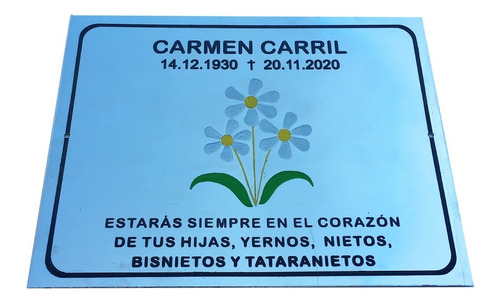 CARMEN CARRIL
14.12.1930 † 20.11.2020
ESTARÁS SIEMPRE EN EL CORAZÓN
DE TUS HIJAS, YERNOS, NIETOS,
BISNIETOS Y TATARANIETOS